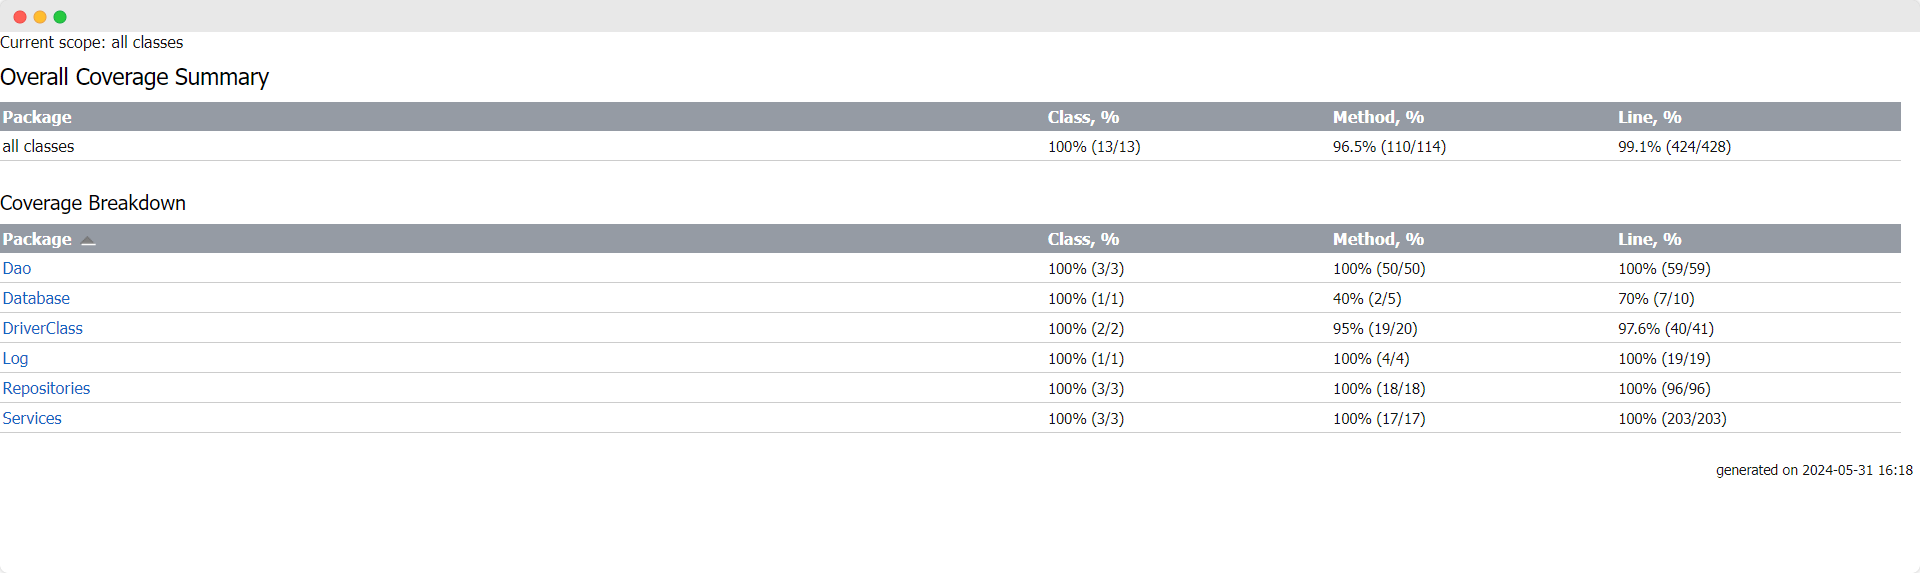 Current scope: all classes
Overall Coverage Summary
Package Class, % Method, % Line, %
all classes 100% (13/13) 96.5% (110/114) 99.1% (424/428)
Coverage Breakdown
Package Class, % Method, % Line, %
Dao 100% (3/3) 100% (50/50) 100% (59/59)
Database 100% (1/1) 40% (2/5) 70% (7/10)
DriverClass 100% (2/2) 95% (19/20) 97.6% (40/41)
Log 100% (1/1) 100% (4/4) 100% (19/19)
Repositories 100% (3/3) 100% (18/18) 100% (96/96)
Services 100% (3/3) 100% (17/17) 100% (203/203)
generated on 2024-05-31 16:18